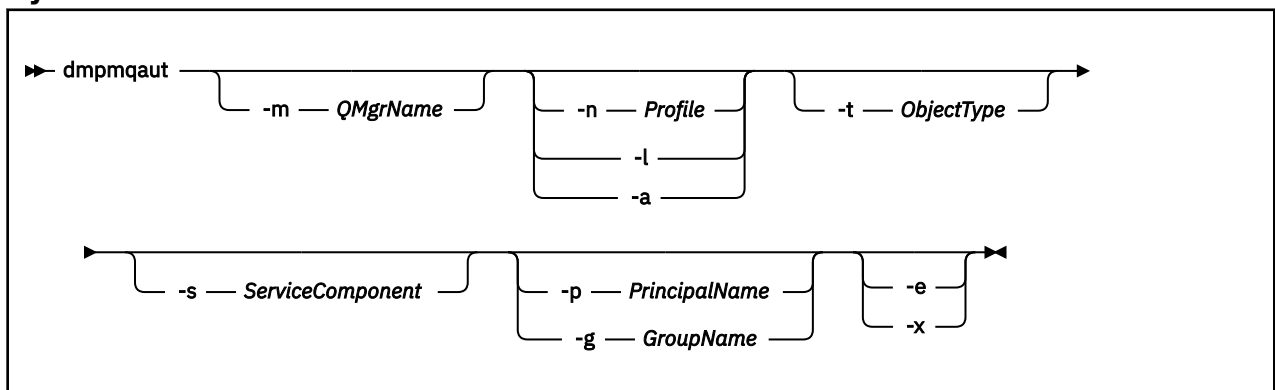 dmpmqaut
-m QMgrName
-n Profile
-l
-a
-t ObjectType
-s ServiceComponent
-p PrincipalName
-g GroupName
-e
-x